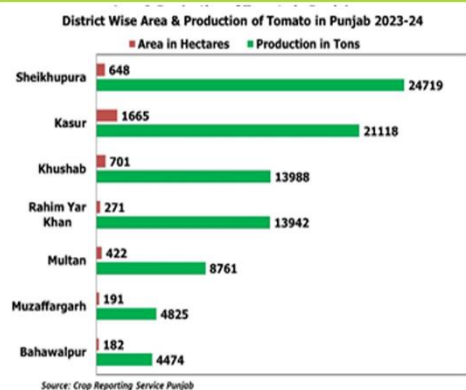 District Wise Area & Production of Tomato in Punjab 2023-24
Area in Hectares Production in Tons
Sheikhupura 648 24719
Kasur 1665 21118
Khushab 701 13988
Rahim Yar
Khan 271 13942
Multan 422 8761
Muzaffargarh 191 4825
Bahawalpur 182 4474
Source: Crop Reporting Service Punjab